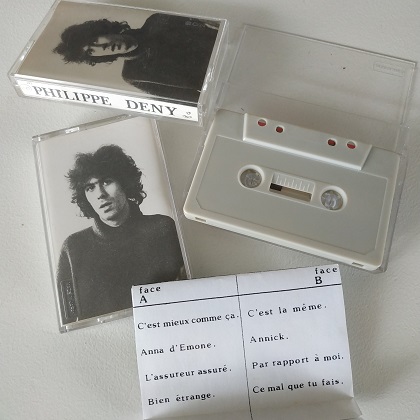 PHILIPPE DENY
face
A
C'est mieux comme ça.
Anna d'Emone.
L'assureur assuré.
Bien étrange.
face
B
C'est la même.
Annick.
Par rapport à moi.
Ce mal que tu fais.